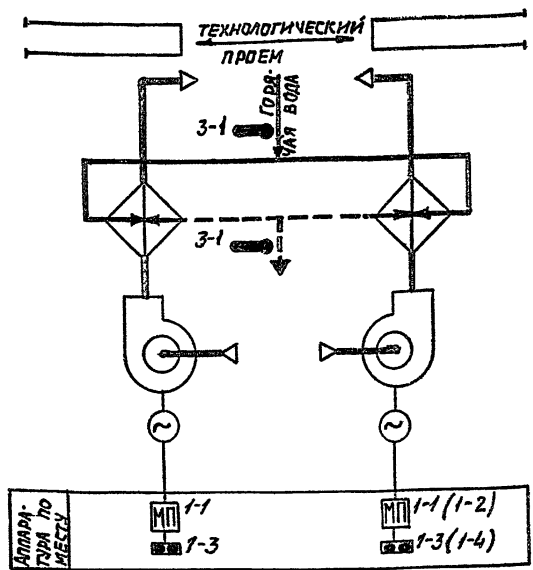 ТЕХНОЛОГИЧЕСКИЙ
ПРОЕМ
ГОРЯ-
ЧАЯ ВОДА
3-1
3-1
~
~
АППАРА-
ТУРА ПО
МЕСТУ
МП 1-1
1-3
МП 1-1 (1-2)
1-3 (1-4)